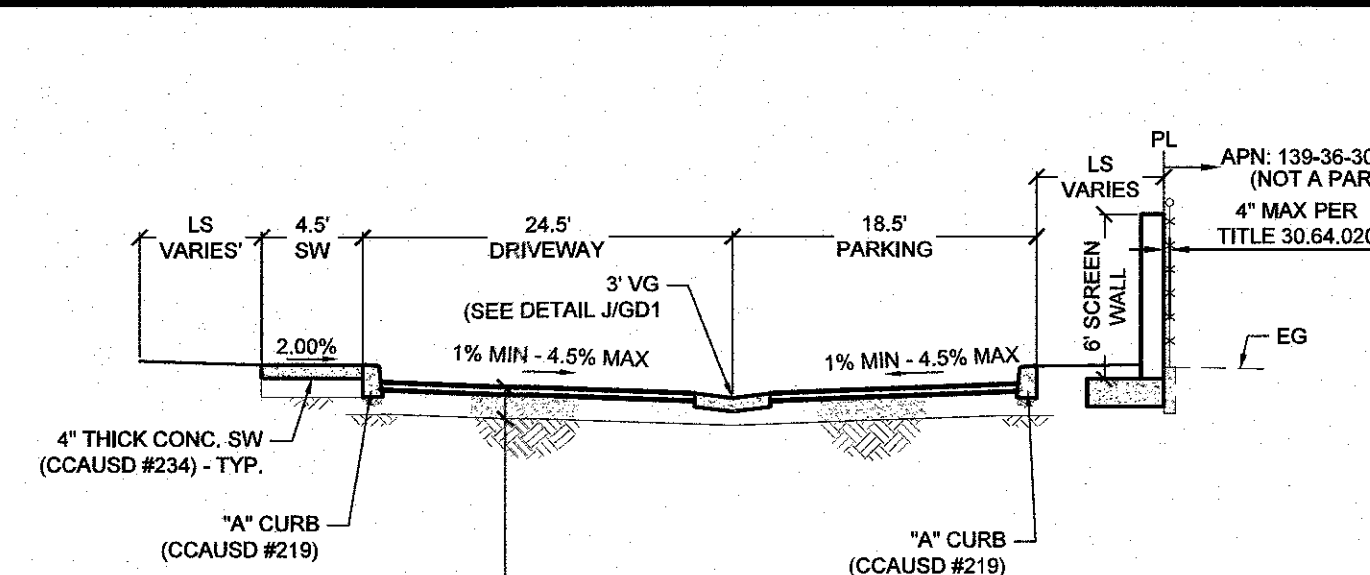 PL
APN: 139-36-30
(NOT A PAR
LS
VARIES
4" MAX PER
TITLE 30.64.020
LS
VARIES'
4.5'
SW
24.5'
DRIVEWAY
18.5'
PARKING
3' VG
(SEE DETAIL J/GD1
6' SCREEN
WALL
EG
2.00%
1% MIN - 4.5% MAX
1% MIN - 4.5% MAX
4" THICK CONC. SW
(CCAUSD #234) - TYP.
"A" CURB
(CCAUSD #219)
"A" CURB
(CCAUSD #219)